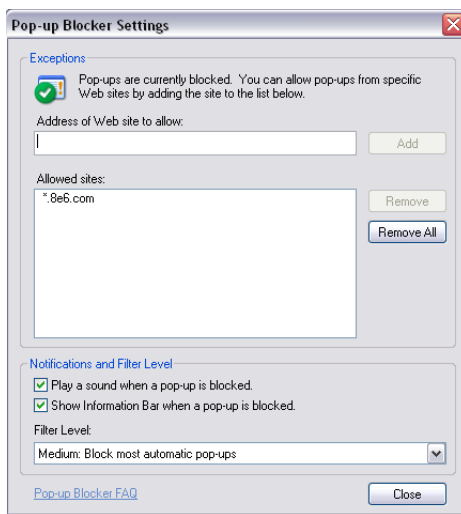 Pop-up Blocker Settings
Exceptions
Pop-ups are currently blocked. You can allow pop-ups from specific
Web sites by adding the site to the list below.
Address of Web site to allow:
Add
Allowed sites:
*.8e6.com
Remove
Remove All
Notifications and Filter Level
Play a sound when a pop-up is blocked.
Show Information Bar when a pop-up is blocked.
Filter Level:
Medium: Block most automatic pop-ups
Pop-up Blocker FAQ
Close